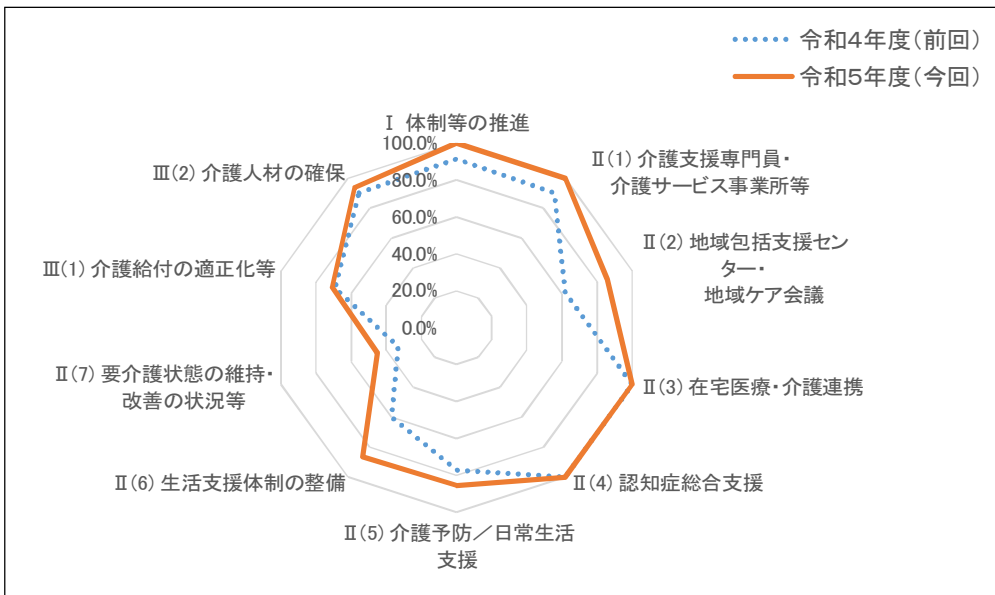 令和4年度(前回)
令和5年度(今回)
Ⅰ 体制等の推進
Ⅱ(1) 介護支援専門員・
介護サービス事業所等
Ⅱ(2) 地域包括支援セン
ター・
地域ケア会議
Ⅱ(3) 在宅医療・介護連携
Ⅱ(4) 認知症総合支援
Ⅱ(5) 介護予防/日常生活
支援
Ⅱ(6) 生活支援体制の整備
Ⅱ(7) 要介護状態の維持・
改善の状況等
Ⅲ(1) 介護給付の適正化等
Ⅲ(2) 介護人材の確保
100.0%
80.0%
60.0%
40.0%
20.0%
0.0%